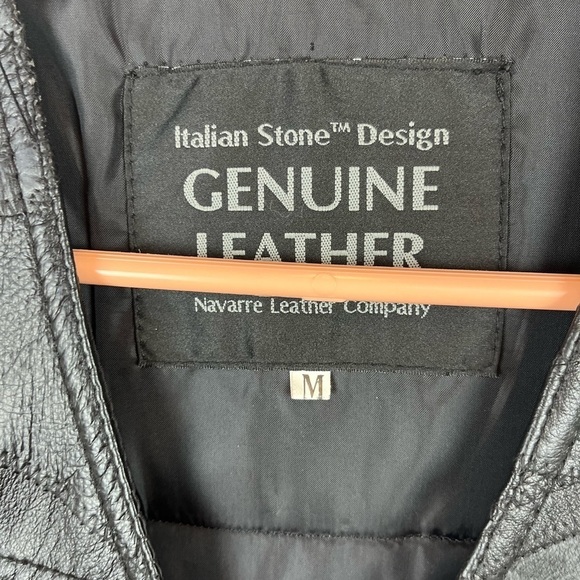 Italian Stone™ Design
GENUINE
LEATHER
Navarre Leather Company
M